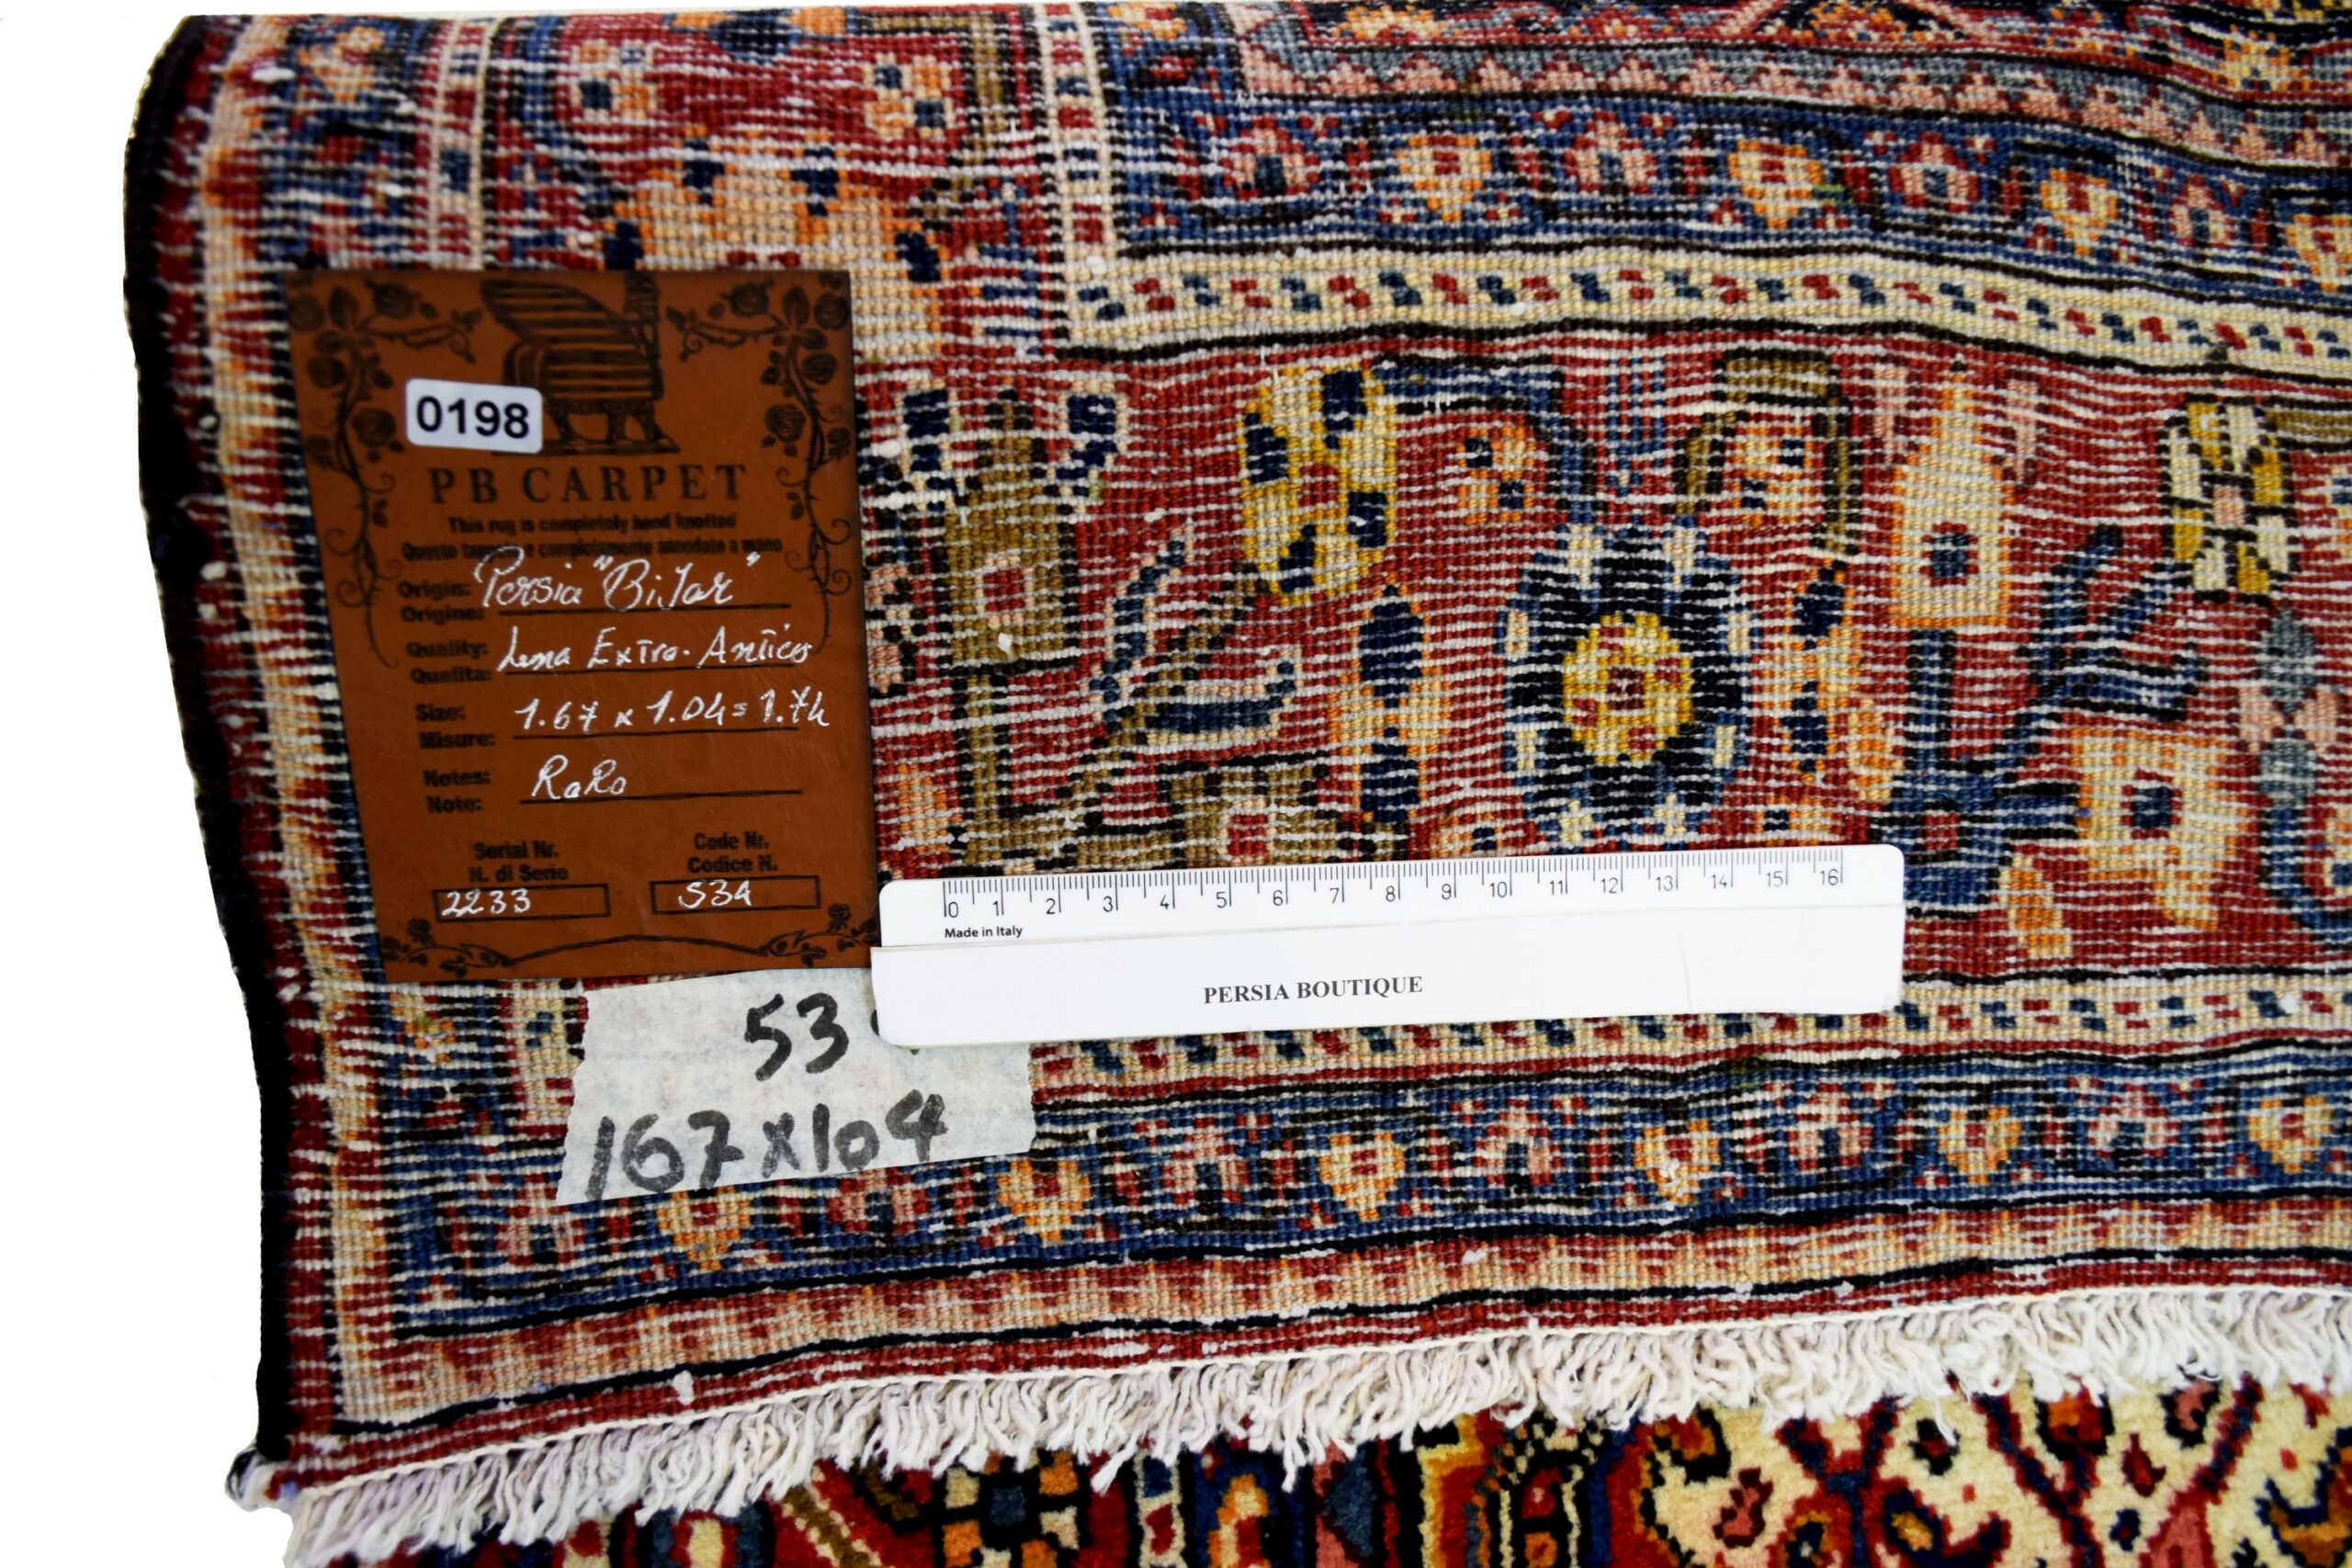 0198
PB CARPET
This rug is completely hand knotted
Questo tappeto e completamente annodato a mano
Origin: Persia "BiJar"
Origine:
Quality: Lana Extra. Antico
Qualita:
Size: 1.67 x 1.04 = 1.74
Misure:
Notes: RaRo
Note:
Serial Nr. Code Nr.
N. di Serie Codice N.
2233 534
0 1 2 3 4 5 6 7 8 9 10 11 12 13 14 15 16
Made in Italy
PERSIA BOUTIQUE
53
167x104